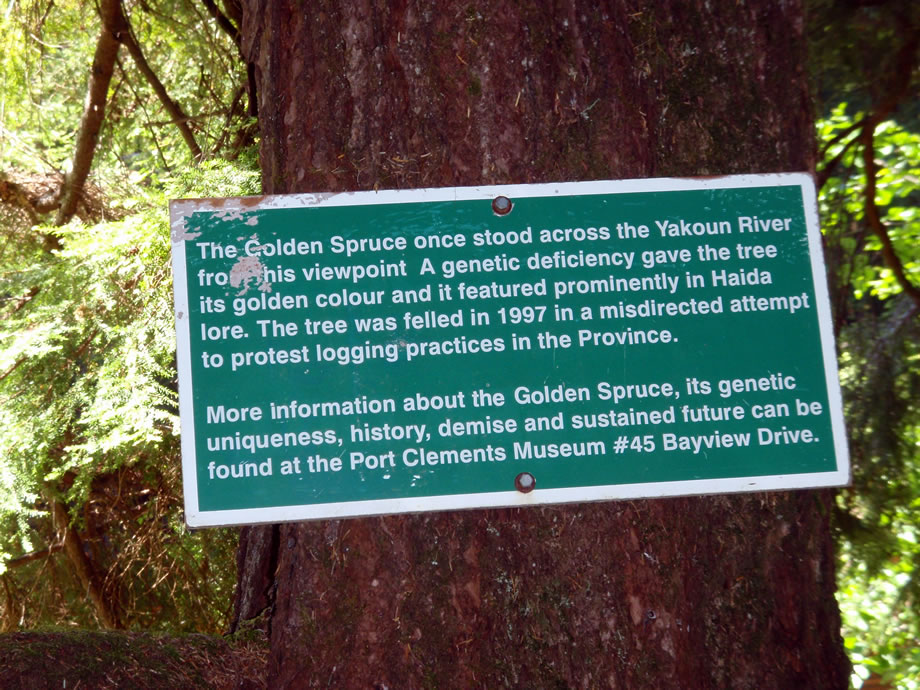 The Golden Spruce once stood across the Yakoun River
from this viewpoint A genetic deficiency gave the tree
its golden colour and it featured prominently in Haida
lore. The tree was felled in 1997 in a misdirected attempt
to protest logging practices in the Province.
More information about the Golden Spruce, its genetic
uniqueness, history, demise and sustained future can be
found at the Port Clements Museum #45 Bayview Drive.